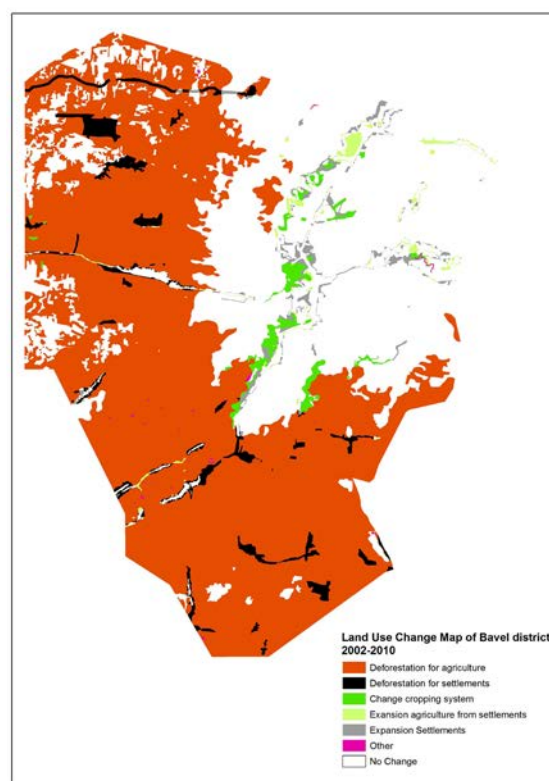 Land Use Change Map of Bavel district
2002-2010
Deforestation for agriculture
Deforestation for settlements
Change cropping system
Exansion agriculture from settlements
Expansion Settlements
Other
No Change